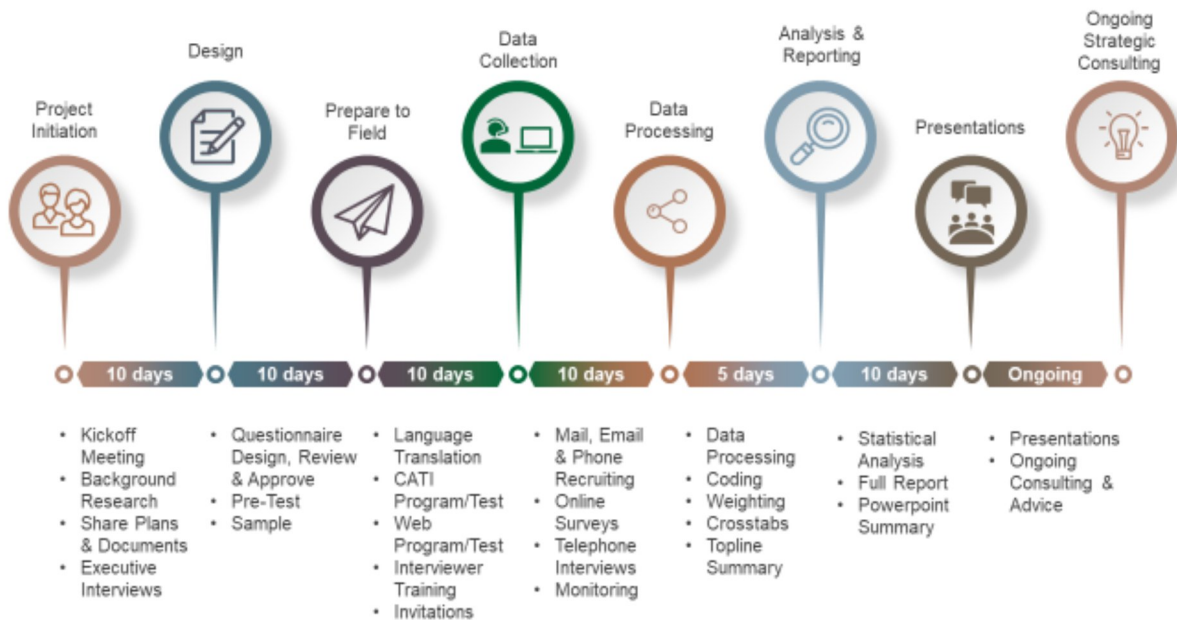 Project
Initiation
Design
Prepare to
Field
Data
Collection
Data
Processing
Analysis &
Reporting
Presentations
Ongoing
Strategic
Consulting
10 days
10 days
10 days
10 days
5 days
10 days
Ongoing
• Kickoff
Meeting
• Background
Research
• Share Plans
& Documents
• Executive
Interviews
• Questionnaire
Design, Review
& Approve
• Pre-Test
• Sample
• Language
Translation
• CATI
Program/Test
• Web
Program/Test
• Interviewer
Training
• Invitations
• Mail, Email
& Phone
Recruiting
• Online
Surveys
• Telephone
Interviews
• Monitoring
• Data
Processing
• Coding
• Weighting
• Crosstabs
• Topline
Summary
• Statistical
Analysis
• Full Report
• Powerpoint
Summary
• Presentations
• Ongoing
Consulting &
Advice